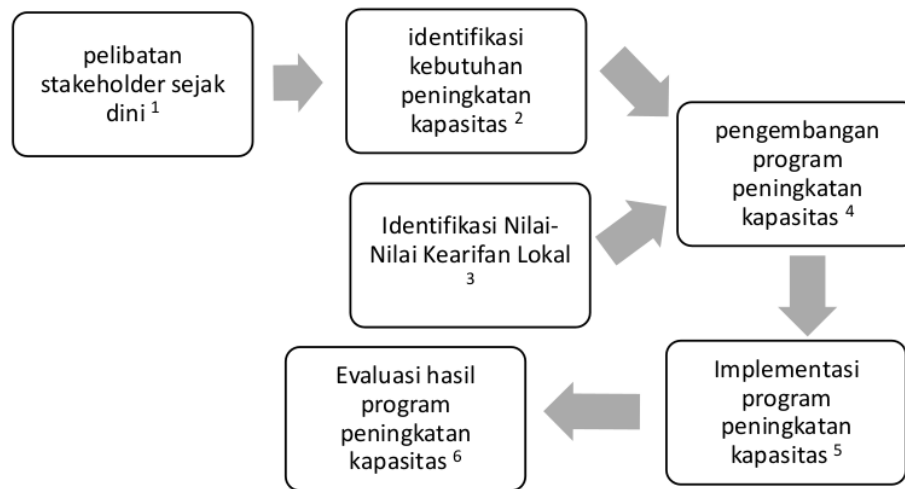 pelibatan
stakeholder sejak
dini 1
identifikasi
kebutuhan
peningkatan
kapasitas 2
Identifikasi Nilai-
Nilai Kearifan Lokal
3
pengembangan
program
peningkatan
kapasitas 4
Implementasi
program
peningkatan
kapasitas 5
Evaluasi hasil
program
peningkatan
kapasitas 6